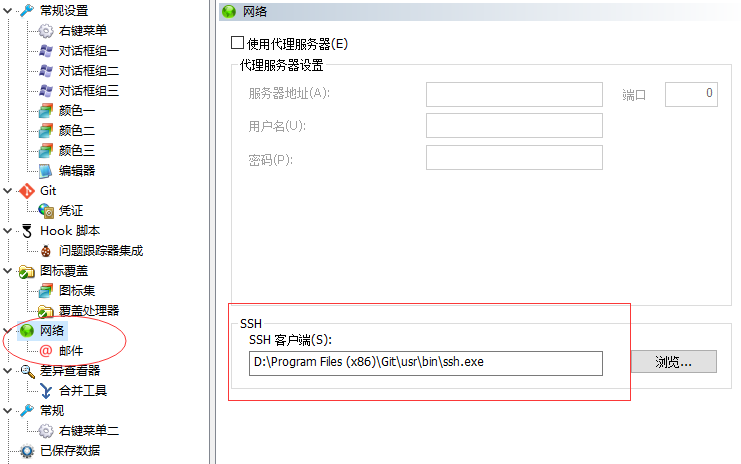 常规设置
右键菜单
对话框组一
对话框组二
对话框组三
颜色一
颜色二
颜色三
编辑器
Git
凭证
Hook 脚本
问题跟踪器集成
图标覆盖
图标集
覆盖处理器
网络
邮件
差异查看器
合并工具
常规
右键菜单二
已保存数据
网络
使用代理服务器(E)
代理服务器设置
服务器地址(A):
端口
0
用户名(U):
密码(P):
SSH
SSH 客户端(S):
D:\Program Files (x86)\Git\usr\bin\ssh.exe
浏览...